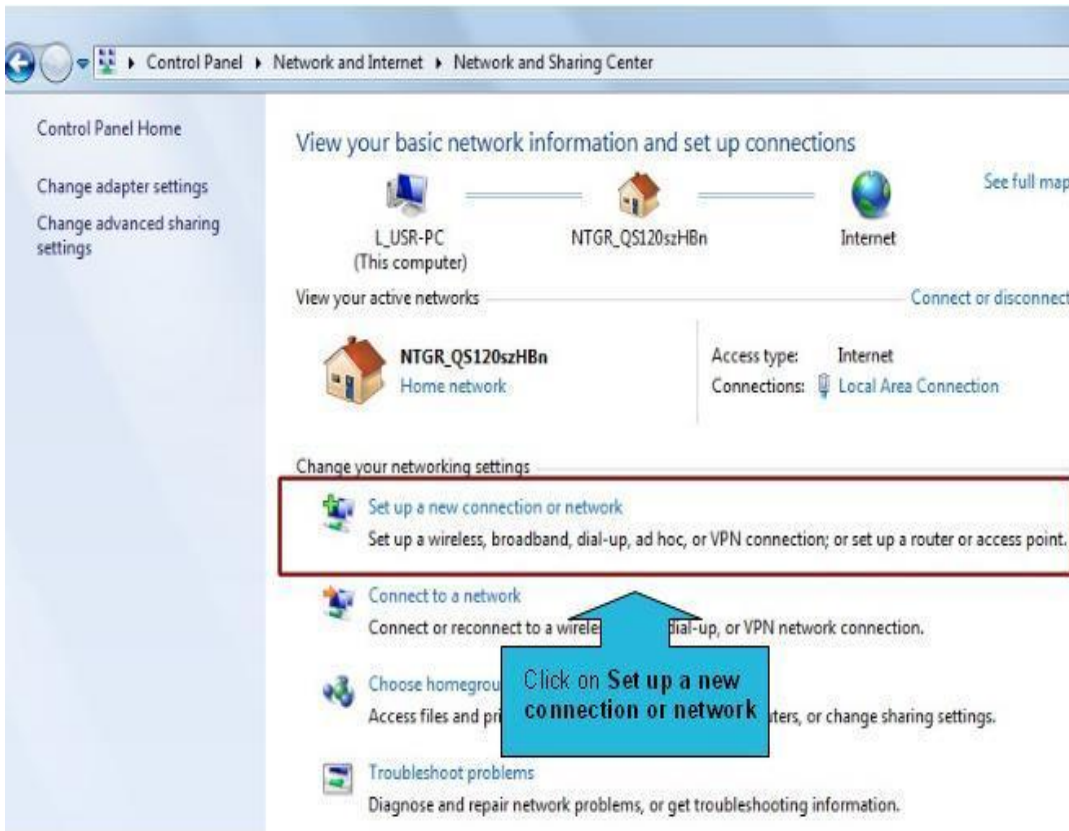 Control Panel ▸ Network and Internet ▸ Network and Sharing Center
Control Panel Home
Change adapter settings
Change advanced sharing
settings
View your basic network information and set up connections
See full map
L_USR-PC
(This computer)
NTGR_QS120szHBn
Internet
View your active networks
Connect or disconnect
NTGR_QS120szHBn
Home network
Access type: Internet
Connections: Local Area Connection
Change your networking settings
Set up a new connection or network
Set up a wireless, broadband, dial-up, ad hoc, or VPN connection; or set up a router or access point.
Connect to a network
Connect or reconnect to a dial-up, or VPN network connection.
Click on Set up a new
connection or network
Choose
Access files and or change sharing settings.
Troubleshoot problems
Diagnose and repair network problems, or get troubleshooting information.